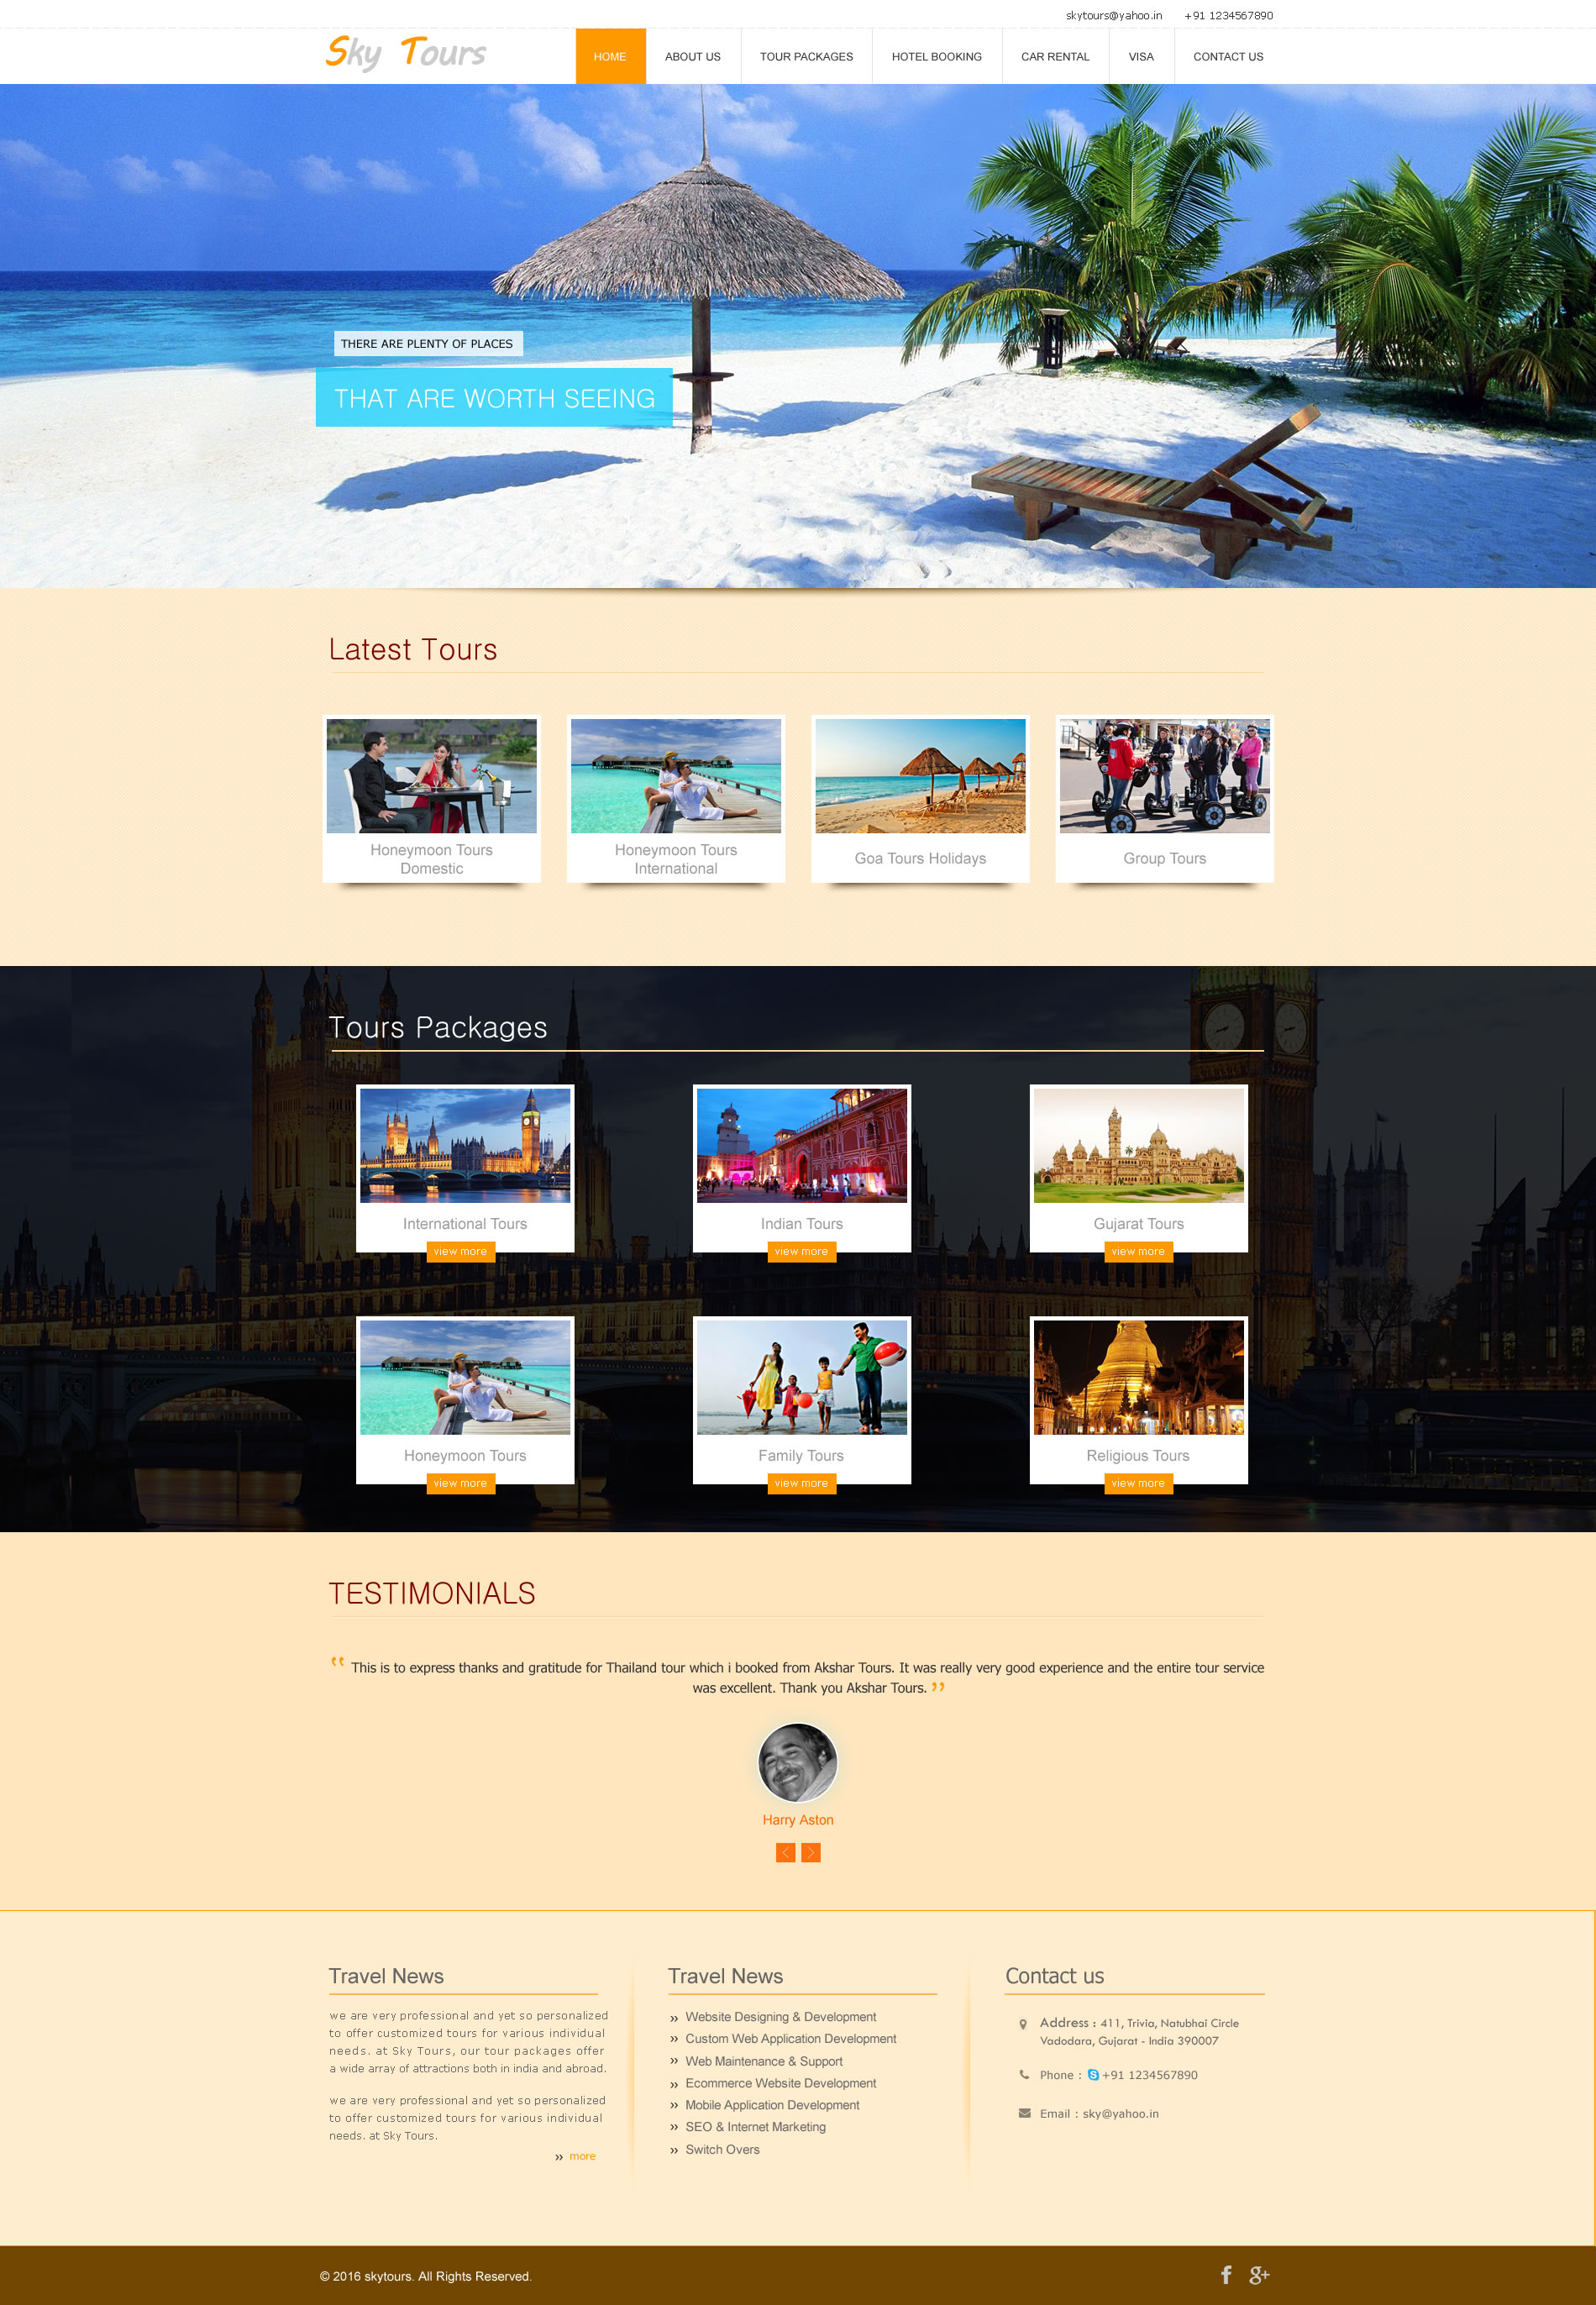 skytours@yahoo.in +91 1234567890
Sky Tours
HOME ABOUT US TOUR PACKAGES HOTEL BOOKING CAR RENTAL VISA CONTACT US
THERE ARE PLENTY OF PLACES
THAT ARE WORTH SEEING
Latest Tours
Honeymoon Tours
Domestic
Honeymoon Tours
International
Goa Tours Holidays
Group Tours
Tours Packages
International Tours
view more
Indian Tours
view more
Gujarat Tours
view more
Honeymoon Tours
view more
Family Tours
view more
Religious Tours
view more
TESTIMONIALS
“ This is to express thanks and gratitude for Thailand tour which i booked from Akshar Tours. It was really very good experience and the entire tour service
was excellent. Thank you Akshar Tours. ”
Harry Aston
Travel News
we are very professional and yet so personalized
to offer customized tours for various individual
needs. at Sky Tours, our tour packages offer
a wide array of attractions both in india and abroad.
we are very professional and yet so personalized
to offer customized tours for various individual
needs. at Sky Tours.
›› more
Travel News
›› Website Designing & Development
›› Custom Web Application Development
›› Web Maintenance & Support
›› Ecommerce Website Development
›› Mobile Application Development
›› SEO & Internet Marketing
›› Switch Overs
Contact us
Address : 411, Trivia, Natubhai Circle
Vadodara, Gujarat - India 390007
Phone : +91 1234567890
Email : sky@yahoo.in
© 2016 skytours. All Rights Reserved.